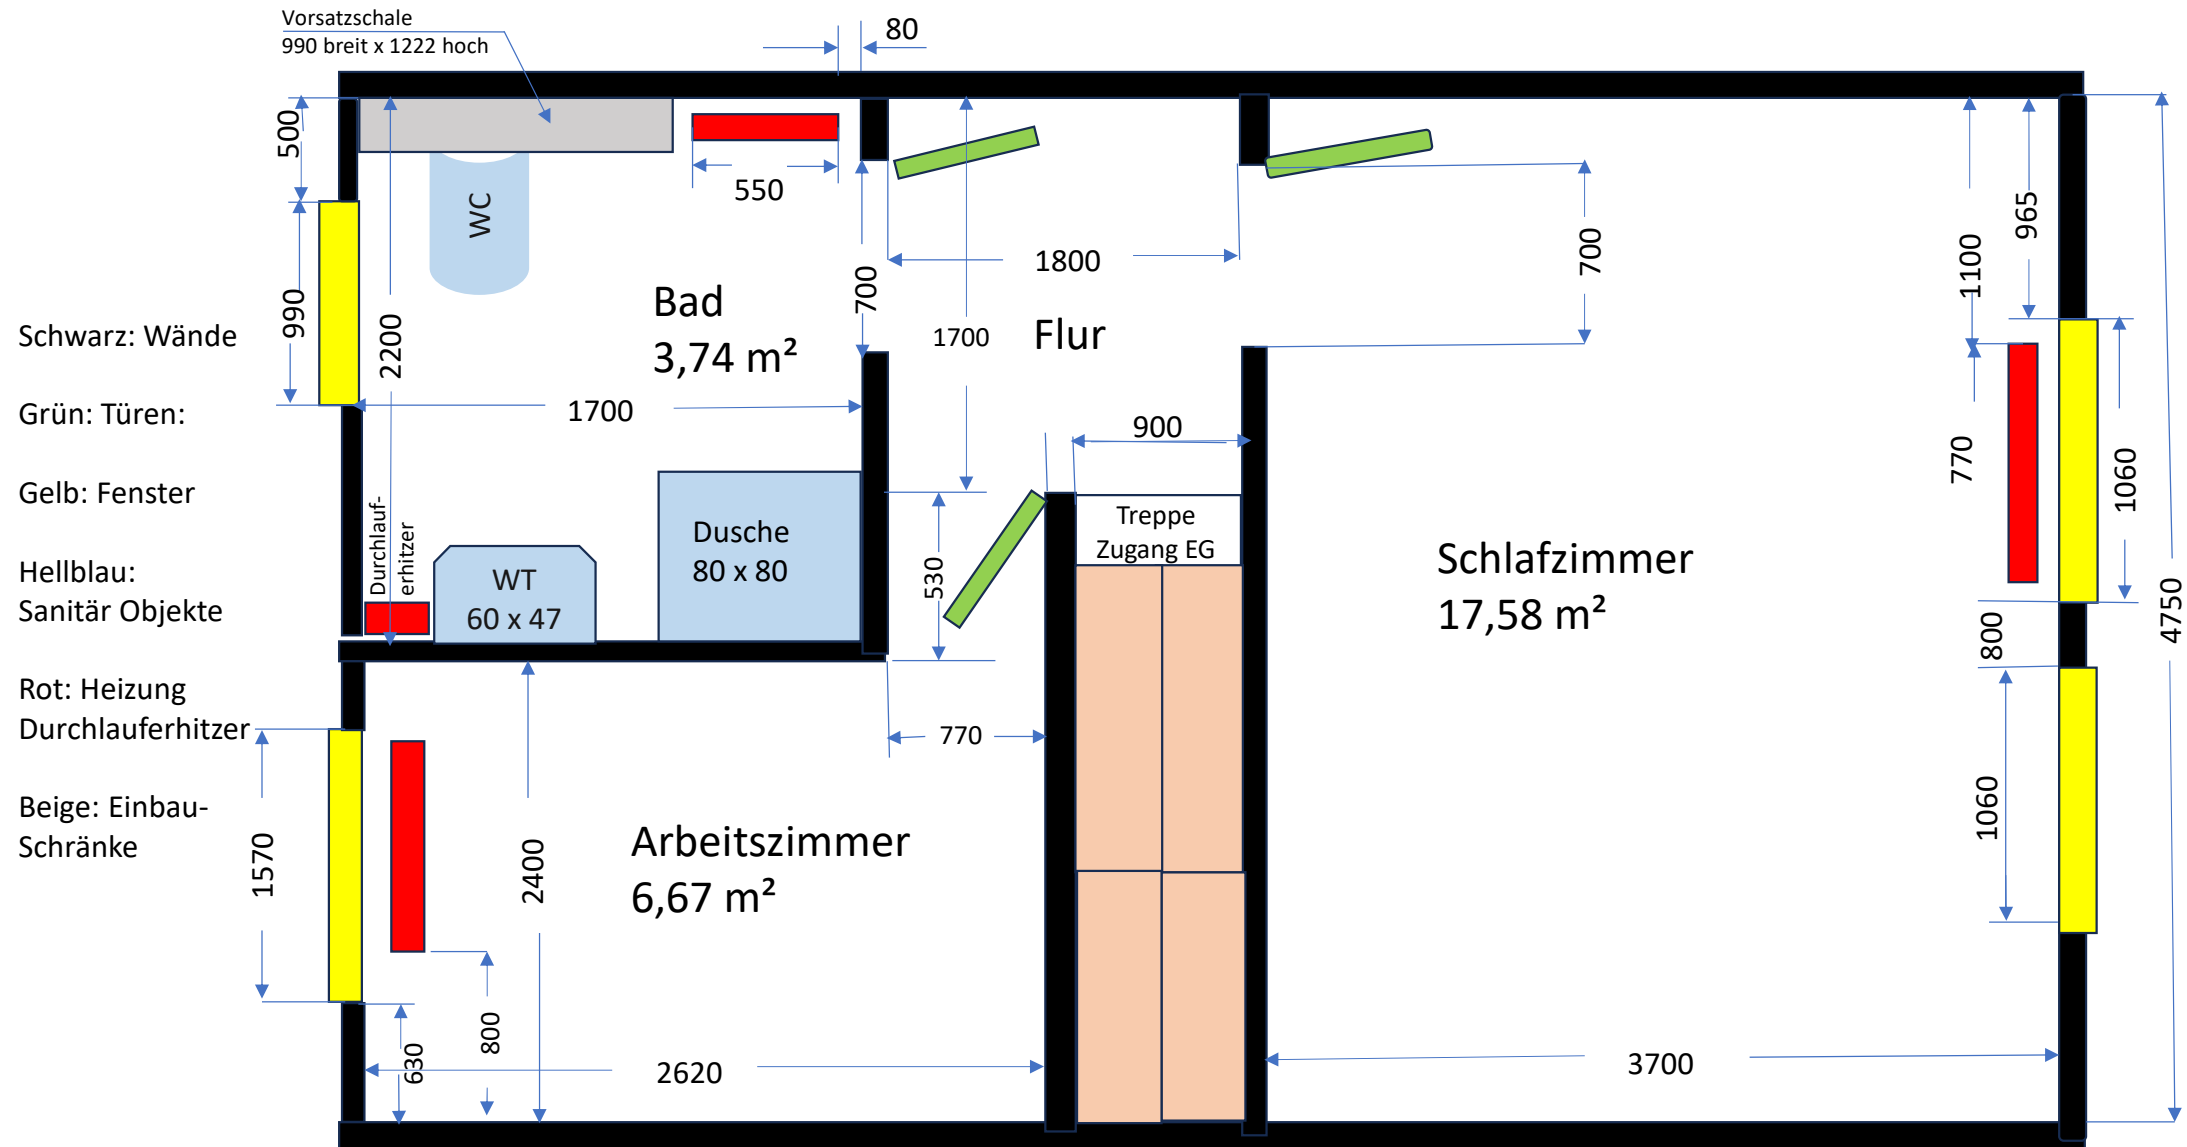 Vorsatzschale
990 breit x 1222 hoch
80
500
990
2200
550
WC
Bad
3,74 m²
1700
700
1700
1800
Flur
700
1100
965
770
1060
4750
Schwarz: Wände
Grün: Türen:
Gelb: Fenster
Hellblau:
Sanitär Objekte
Rot: Heizung
Durchlauferhitzer
Beige: Einbau-
Schränke
Durchlauf-
erhitzer
WT
60 x 47
Dusche
80 x 80
530
900
Treppe
Zugang EG
Schlafzimmer
17,58 m²
800
1060
770
1570
2400
Arbeitszimmer
6,67 m²
630
800
2620
3700